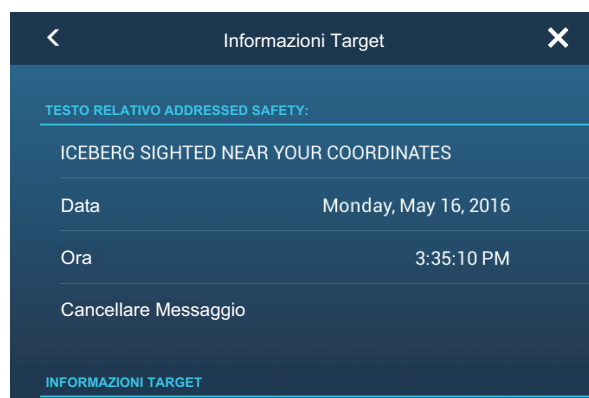 Informazioni Target
TESTO RELATIVO ADDRESSED SAFETY:
ICEBERG SIGHTED NEAR YOUR COORDINATES
Data Monday, May 16, 2016
Ora 3:35:10 PM
Cancellare Messaggio
INFORMAZIONI TARGET